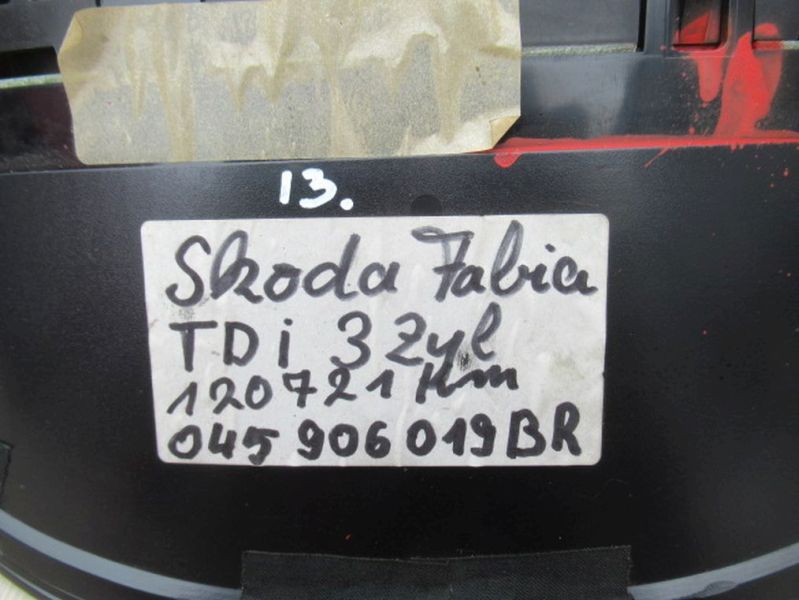 13.
Skoda Fabia
TDi 3 Zyl
120721 Km
045 906 019 BR